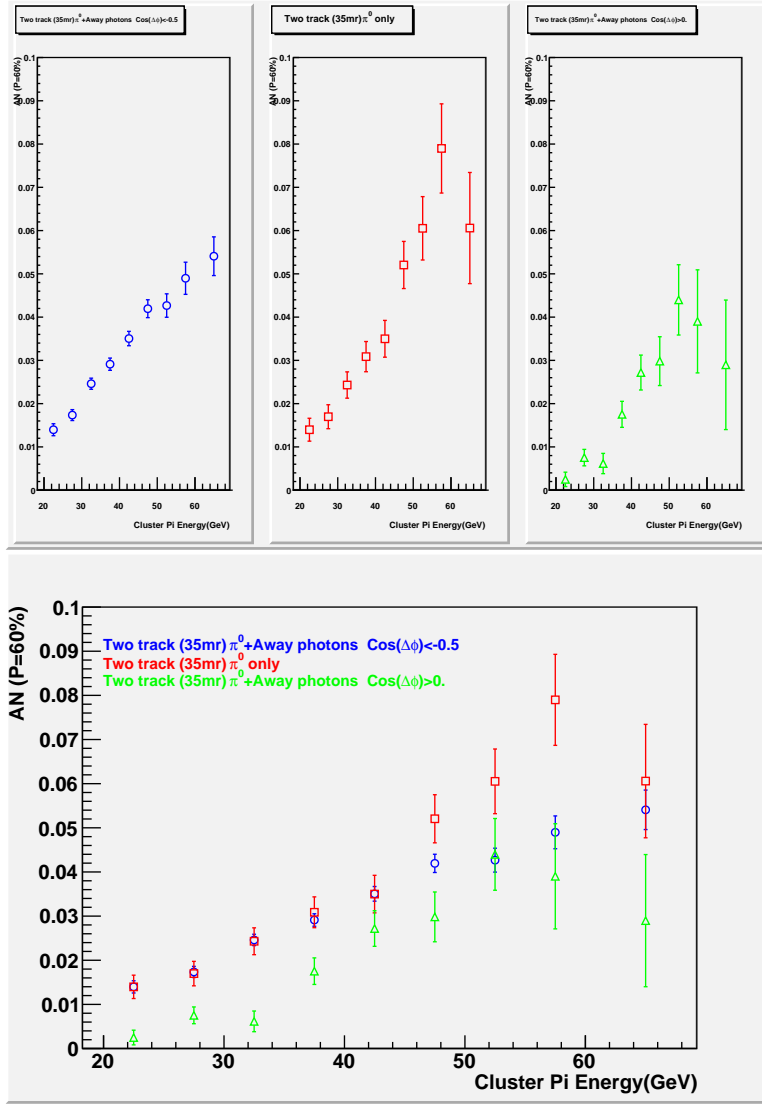 Two track (35mr)π⁰+Away photons Cos(Δϕ)<-0.5
AN (P=60%)
0.1
0.09
0.08
0.07
0.06
0.05
0.04
0.03
0.02
0.01
0
20 30 40 50 60
Cluster Pi Energy(GeV)
Two track (35mr)π⁰ only
AN (P=60%)
0.1
0.09
0.08
0.07
0.06
0.05
0.04
0.03
0.02
0.01
0
20 30 40 50 60
Cluster Pi Energy(GeV)
Two track (35mr)π⁰+Away photons Cos(Δϕ)>0.
AN (P=60%)
0.1
0.09
0.08
0.07
0.06
0.05
0.04
0.03
0.02
0.01
0
20 30 40 50 60
Cluster Pi Energy(GeV)
AN (P=60%)
0.1
0.09
0.08
0.07
0.06
0.05
0.04
0.03
0.02
0.01
0
Two track (35mr)π⁰+Away photons Cos(Δϕ)<-0.5
Two track (35mr)π⁰ only
Two track (35mr)π⁰+Away photons Cos(Δϕ)>0.
20 30 40 50 60
Cluster Pi Energy(GeV)